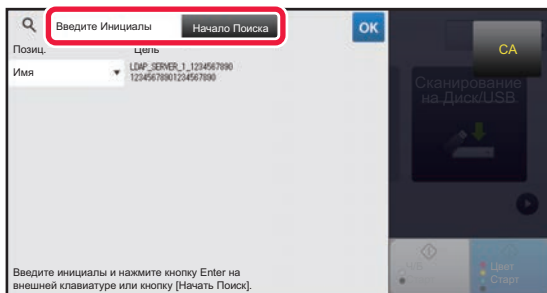 Введите Инициалы
Начало Поиска
OK
CA
Позиц.
Цель
Имя
LDAP_SERVER_1_1234567890
12345678901234567890
Сканирование
на Диск/USB
Ч/Б
Цвет
Старт
Введите инициалы и нажмите кнопку Enter на
внешней клавиатуре или кнопку [Начать Поиск].